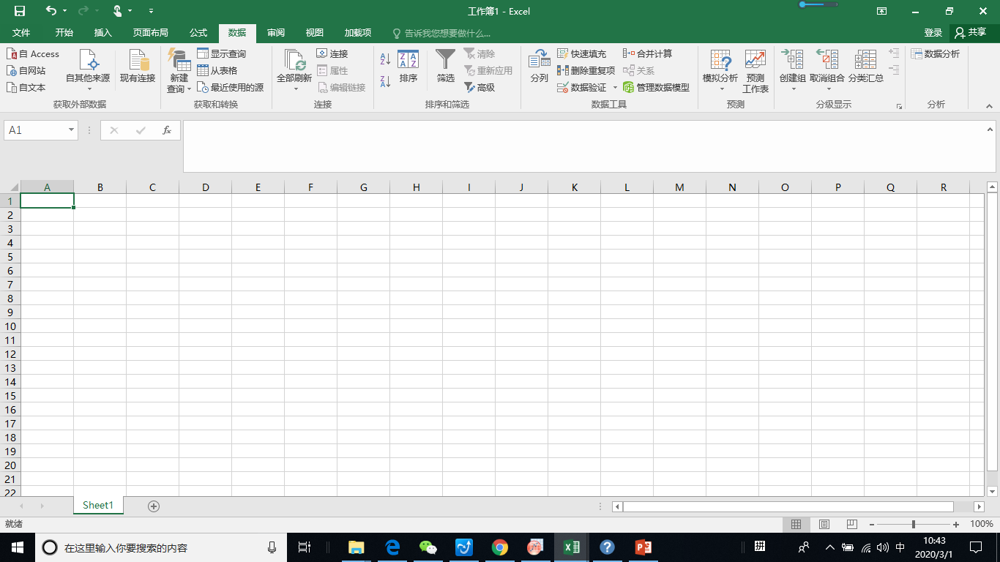 工作簿1 - Excel
文件 开始 插入 页面布局 公式 数据 审阅 视图 加载项 告诉我您想要做什么... 登录 共享
自 Access 显示查询 连接 清除 快速填充 合并计算 数据分析
自网站 从表格 属性 重新应用 删除重复项 关系
自文本 最近使用的源 编辑链接 高级 数据验证 管理数据模型
自其他来源 现有连接 新建查询 全部刷新 排序 筛选 分列 模拟分析 预测工作表 创建组 取消组合 分类汇总
获取外部数据 获取和转换 连接 排序和筛选 数据工具 预测 分级显示 分析
A1 fx
A B C D E F G H I J K L M N O P Q R
1
2
3
4
5
6
7
8
9
10
11
12
13
14
15
16
17
18
19
20
21
22
Sheet1
就绪 100%
在这里输入你要搜索的内容 中 10:43
2020/3/1